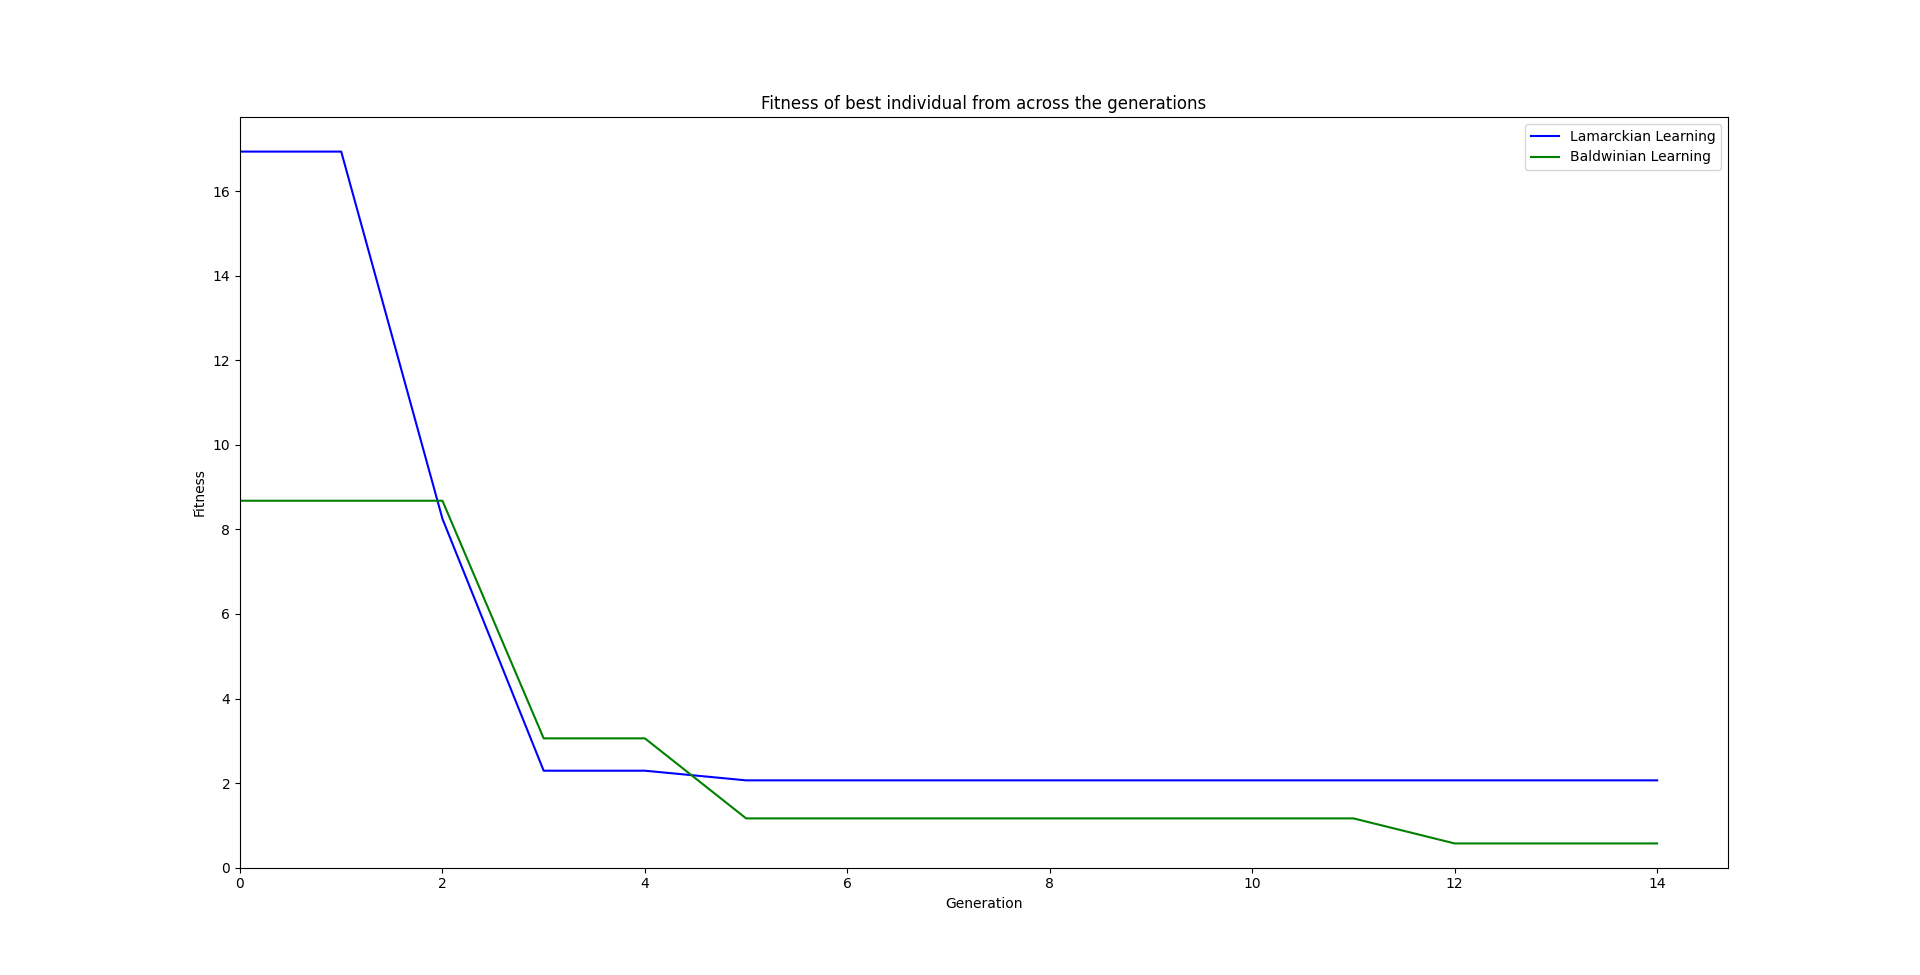 Fitness of best individual from across the generations
Lamarckian Learning
Baldwinian Learning
16
14
12
10
8
6
4
2
0
Fitness
0 2 4 6 8 10 12 14
Generation